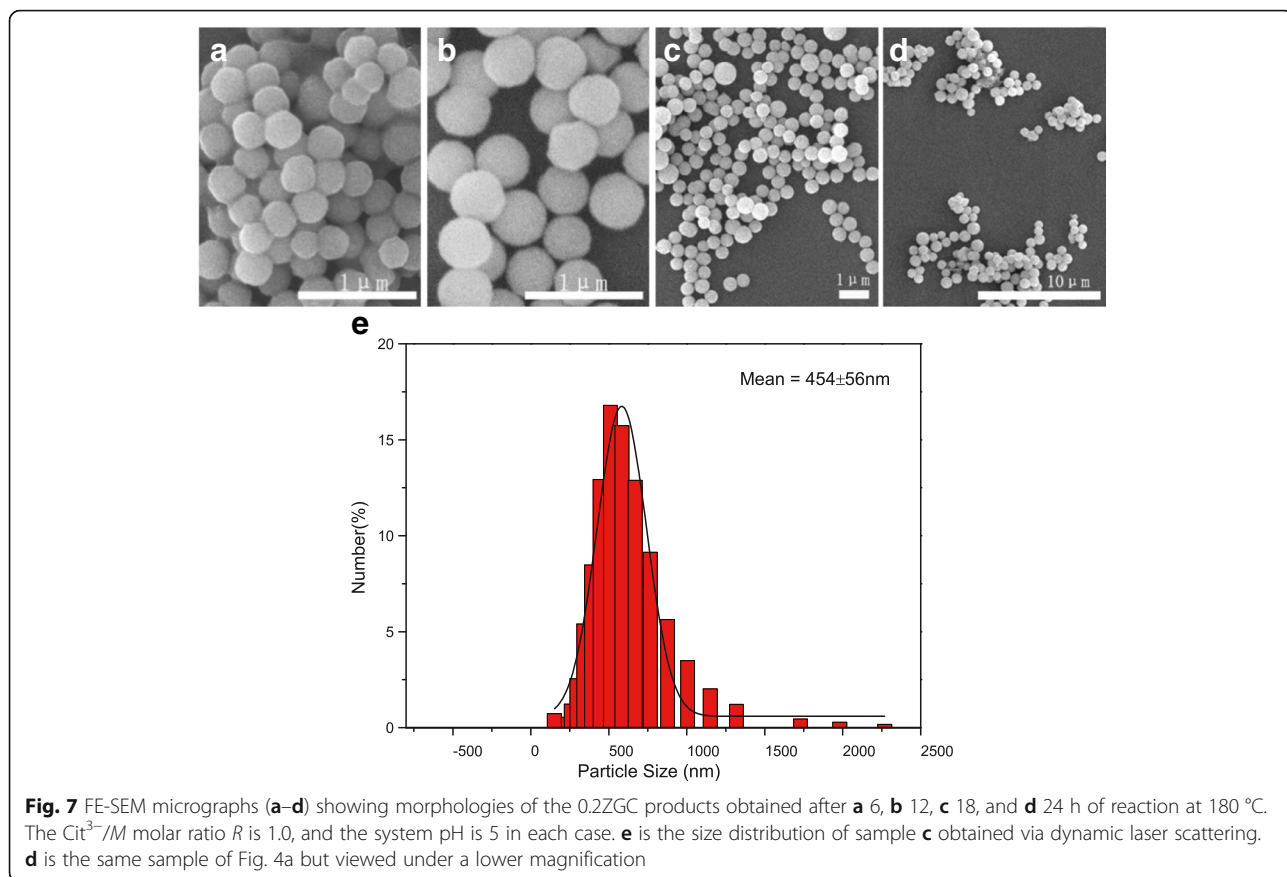 a b c d
1 μm 1 μm 1 μm 10 μm
e
20
Mean = 454±56nm
15
10
5
0
Number(%)
-500 0 500 1000 1500 2000 2500
Particle Size (nm)
Fig. 7 FE-SEM micrographs (a–d) showing morphologies of the 0.2ZGC products obtained after a 6, b 12, c 18, and d 24 h of reaction at 180 °C.
The Cit³⁻/M molar ratio R is 1.0, and the system pH is 5 in each case. e is the size distribution of sample c obtained via dynamic laser scattering.
d is the same sample of Fig. 4a but viewed under a lower magnification